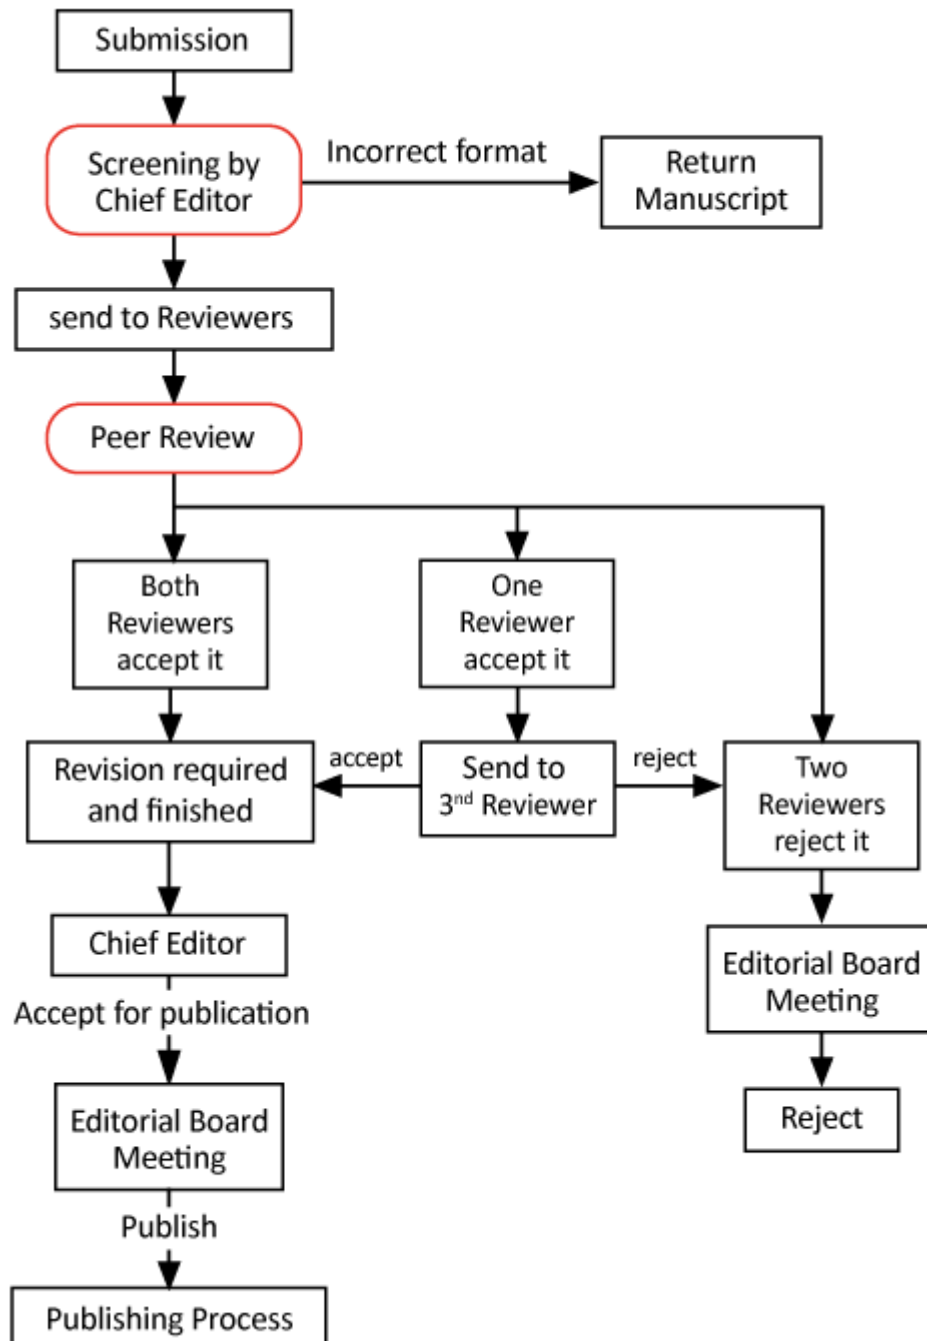 Submission
Screening by
Chief Editor
Incorrect format
Return
Manuscript
send to Reviewers
Peer Review
Both
Reviewers
accept it
One
Reviewer
accept it
Revision required
and finished
accept
Send to
3nd Reviewer
reject
Two
Reviewers
reject it
Chief Editor
Accept for publication
Editorial Board
Meeting
Publish
Publishing Process
Editorial Board
Meeting
Reject